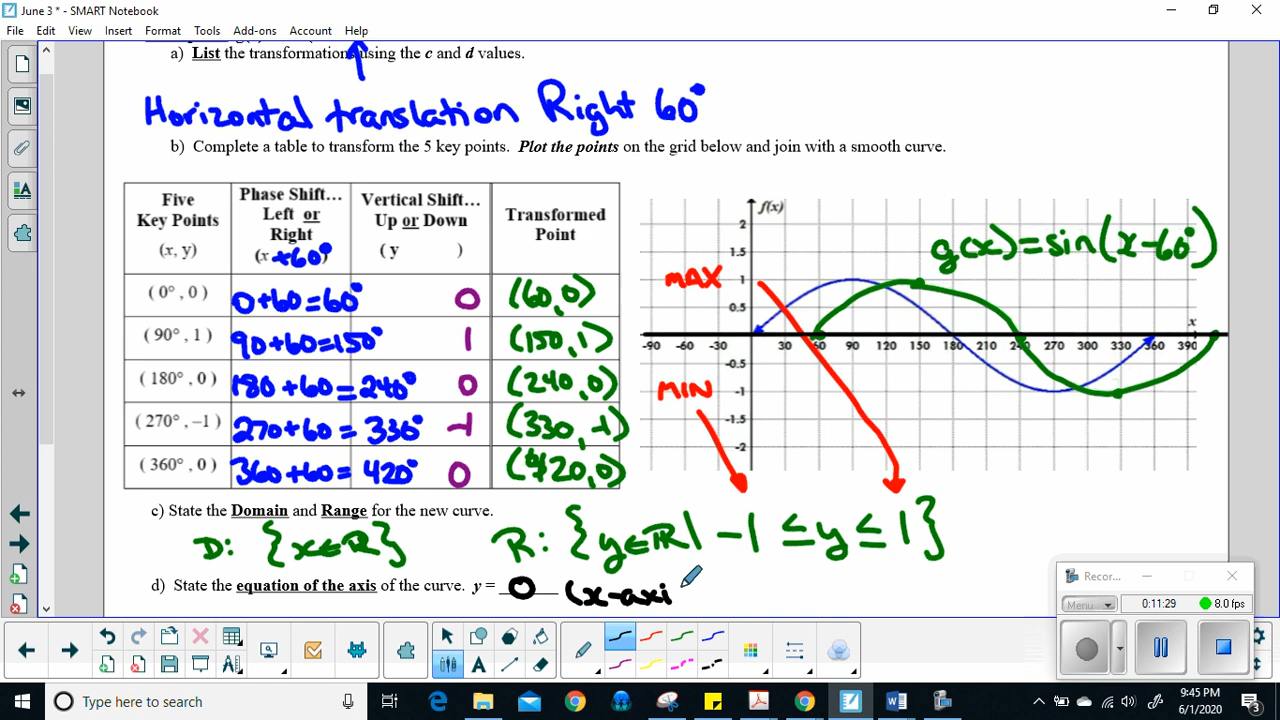 June 3 * - SMART Notebook
File Edit View Insert Format Tools Add-ons Account Help
a) List the transformations using the c and d values.
Horizontal translation Right 60°
b) Complete a table to transform the 5 key points. Plot the points on the grid below and join with a smooth curve.
Five Key Points (x, y)
Phase Shift... Left or Right (x +60°)
Vertical Shift... Up or Down ( y )
Transformed Point
(0°, 0) 0+60=60° 0 (60,0)
(90°, 1) 90+60=150° 1 (150,1)
(180°, 0) 180+60=240° 0 (240,0)
(270°, −1) 270+60=330° -1 (330,-1)
(360°, 0) 360+60=420° 0 (420,0)
f(x)
g(x)=sin(x-60°)
MAX
MIN
2
1.5
1
0.5
-0.5
-1
-1.5
-2
x
-90 -60 -30 30 60 90 120 150 180 210 240 270 300 330 360 390
c) State the Domain and Range for the new curve.
D: {x∈ℝ} R: {y∈ℝ| -1 ≤ y ≤ 1}
d) State the equation of the axis of the curve. y = 0 (x-axi
Recor...
Menu 0:11:29 8.0 fps
Type here to search
9:45 PM
6/1/2020
3